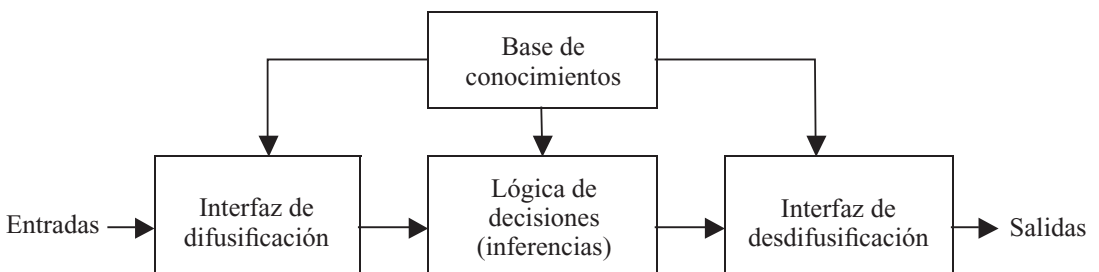 Base de
conocimientos
Entradas
Interfaz de
difusificación
Lógica de
decisiones
(inferencias)
Interfaz de
desdifusificación
Salidas